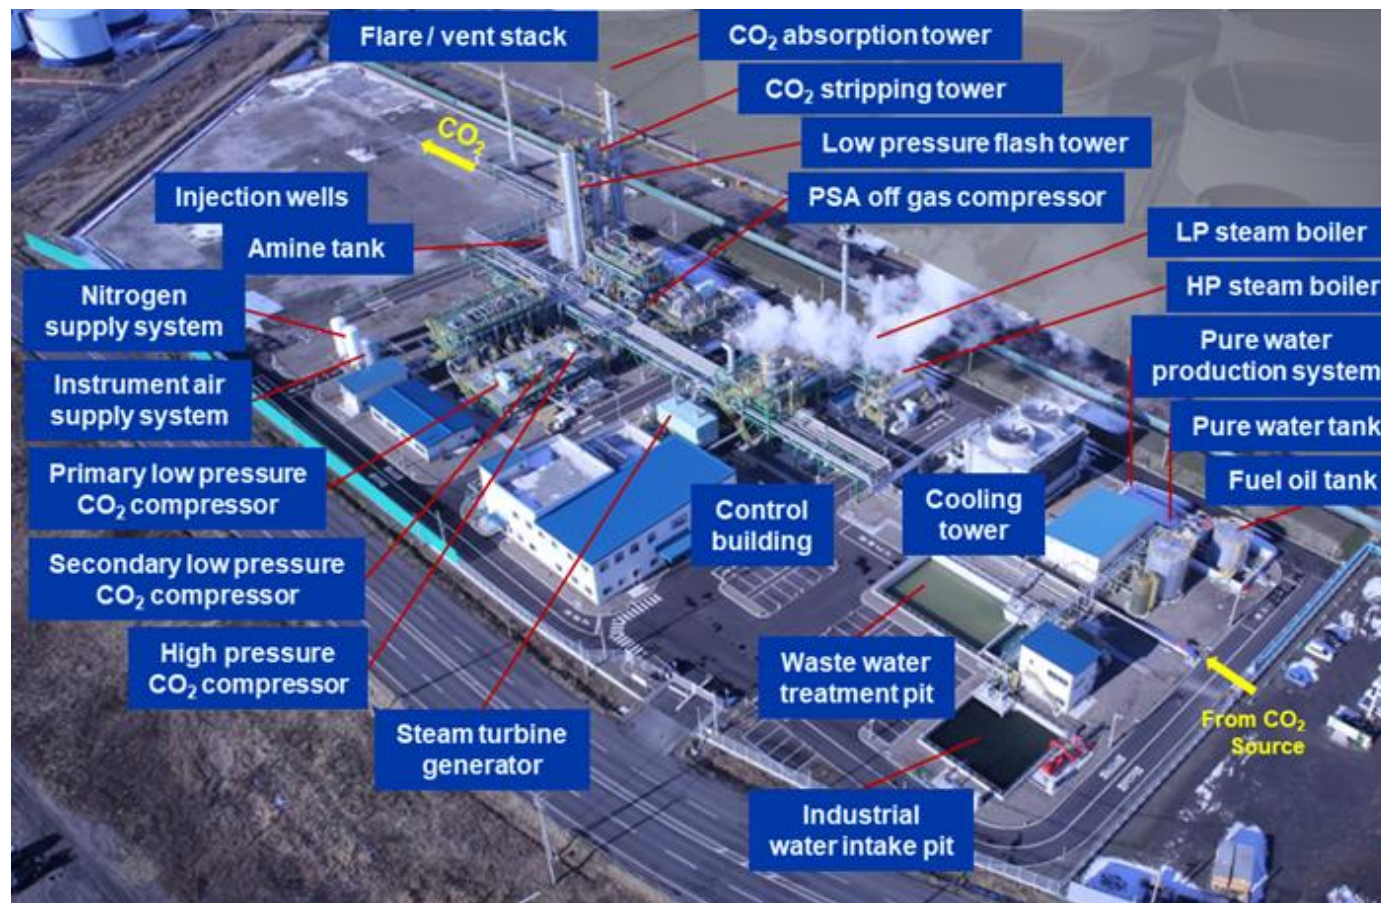 Flare / vent stack
CO₂ absorption tower
CO₂ stripping tower
CO₂
Low pressure flash tower
Injection wells
PSA off gas compressor
Amine tank
LP steam boiler
Nitrogen
supply system
HP steam boiler
Pure water
production system
Instrument air
supply system
Pure water tank
Primary low pressure
CO₂ compressor
Fuel oil tank
Control
building
Cooling
tower
Secondary low pressure
CO₂ compressor
High pressure
CO₂ compressor
Waste water
treatment pit
Steam turbine
generator
From CO₂
Source
Industrial
water intake pit